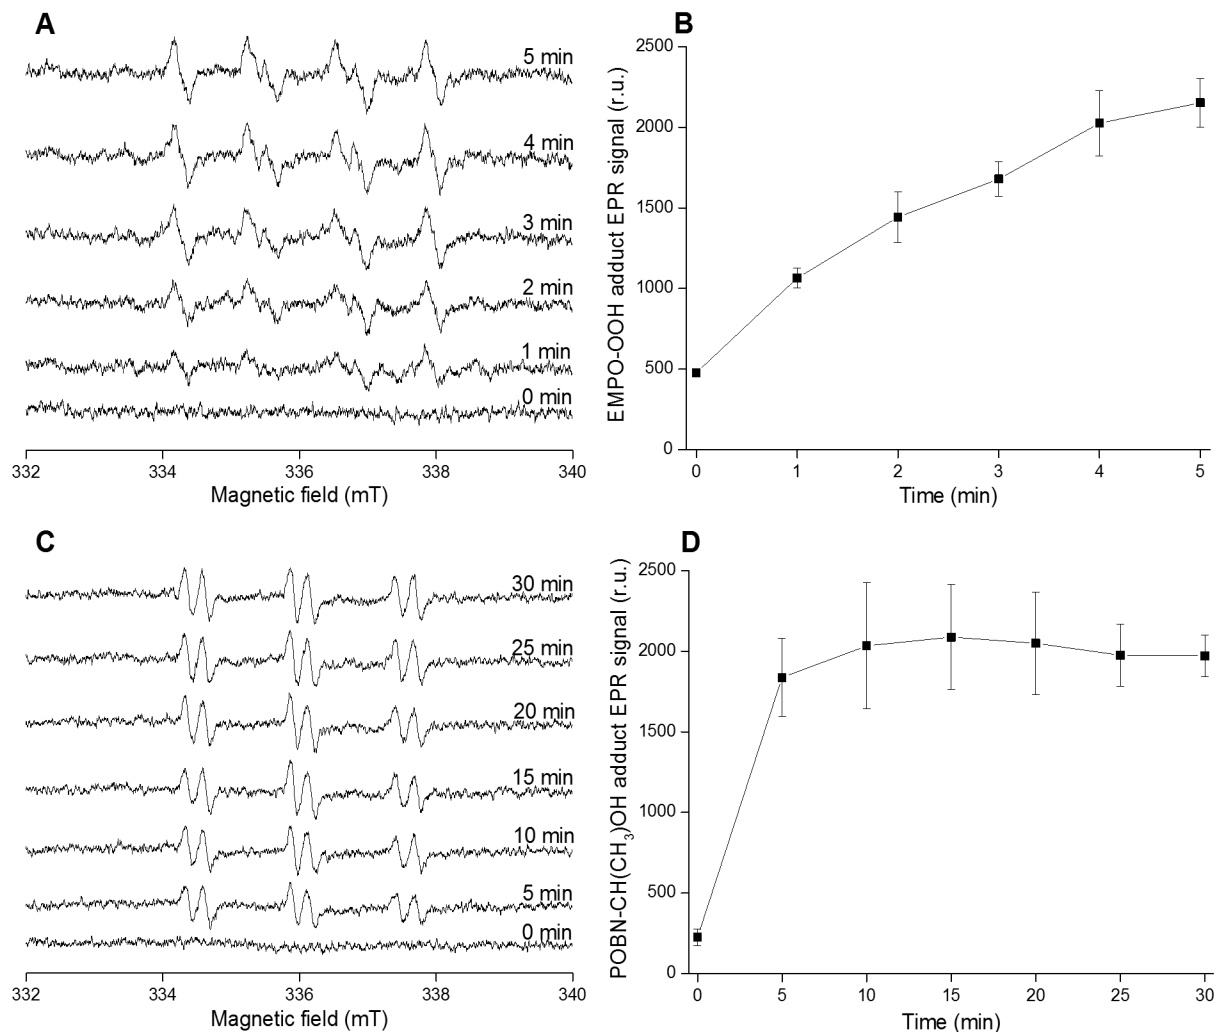 A
5 min
4 min
3 min
2 min
1 min
0 min
332 334 336 338 340
Magnetic field (mT)
B
EMPO-OOH adduct EPR signal (r.u.)
2500
2000
1500
1000
500
0
0 1 2 3 4 5
Time (min)
C
30 min
25 min
20 min
15 min
10 min
5 min
0 min
332 334 336 338 340
Magnetic field (mT)
D
POBN-CH(CH₃)OH adduct EPR signal (r.u.)
2500
2000
1500
1000
500
0
0 5 10 15 20 25 30
Time (min)